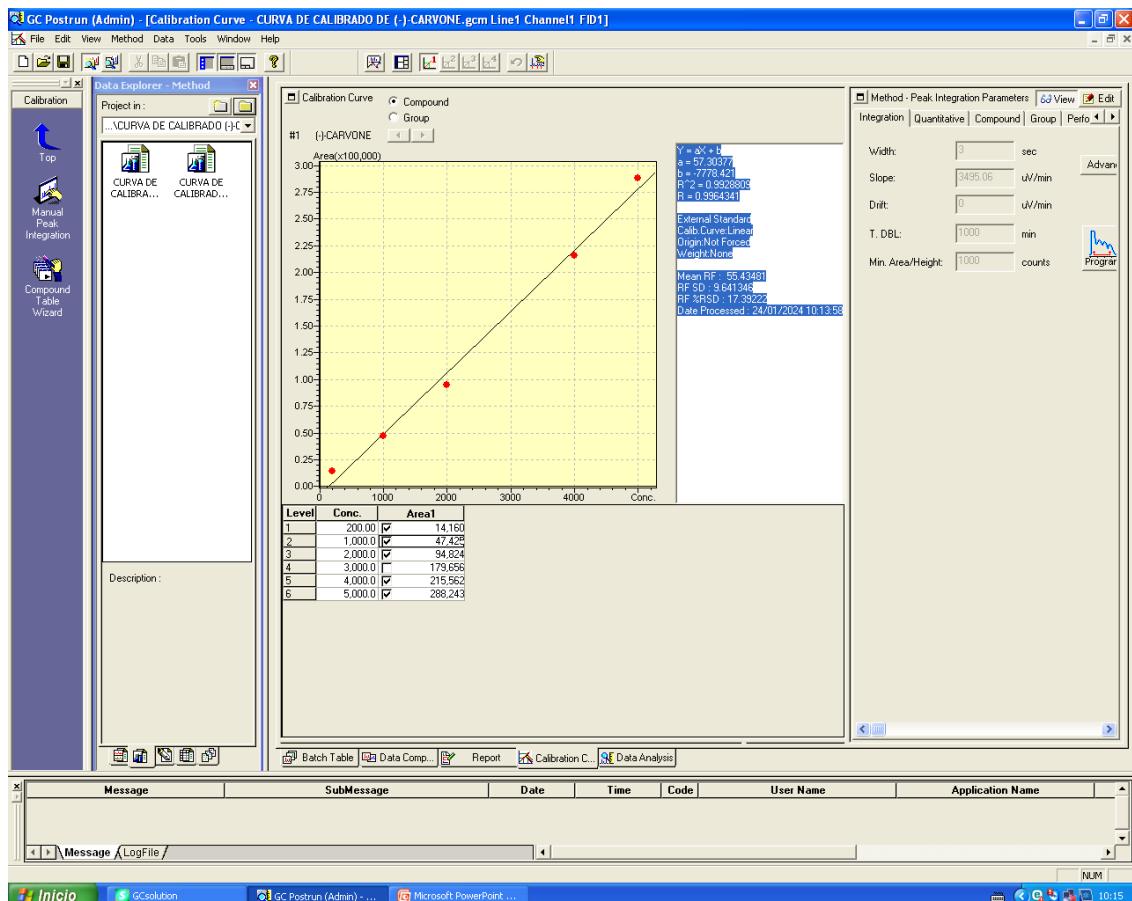 GC Postrun (Admin) - [Calibration Curve - CURVA DE CALIBRADO DE (-)-CARVONE.gcm Line1 Channel1 FID1]
File Edit View Method Data Tools Window Help
Calibration
Top
Manual
Peak
Integration
Compound
Table
Wizard
Data Explorer - Method
Project in :
...\CURVA DE CALIBRADO (-)-C
CURVA DE CALIBRA...
CURVA DE CALIBRAD...
Description :
Calibration Curve
Compound
Group
#1 (-)-CARVONE
Area(x100,000)
3.00
2.75
2.50
2.25
2.00
1.75
1.50
1.25
1.00
0.75
0.50
0.25
0.00
0 1000 2000 3000 4000 Conc.
Y = aX + b
a = 57.30377
b = -7778.421
R^2 = 0.9928809
R = 0.9964341
External Standard
Calib.Curve:Linear
Origin:Not Forced
Weight:None
Mean RF : 55.43481
RF SD : 9.641346
RF %RSD : 17.39222
Date Processed : 24/01/2024 10:13:58
Level Conc. Area1
1 200.00 14,160
2 1,000.0 47,425
3 2,000.0 94,824
4 3,000.0 179,656
5 4,000.0 215,562
6 5,000.0 288,243
Method - Peak Integration Parameters View Edit
Integration Quantitative Compound Group Perfo
Width: 3 sec
Advan
Slope: 3495.06 uV/min
Drift: 0 uV/min
T. DBL: 1000 min
Min. Area/Height: 1000 counts
Prograr
Batch Table Data Comp... Report Calibration C... Data Analysis
Message SubMessage Date Time Code User Name Application Name
Message LogFile
NUM
Inicio GCsolution GC Postrun (Admin) - ... Microsoft PowerPoint ... 10:15